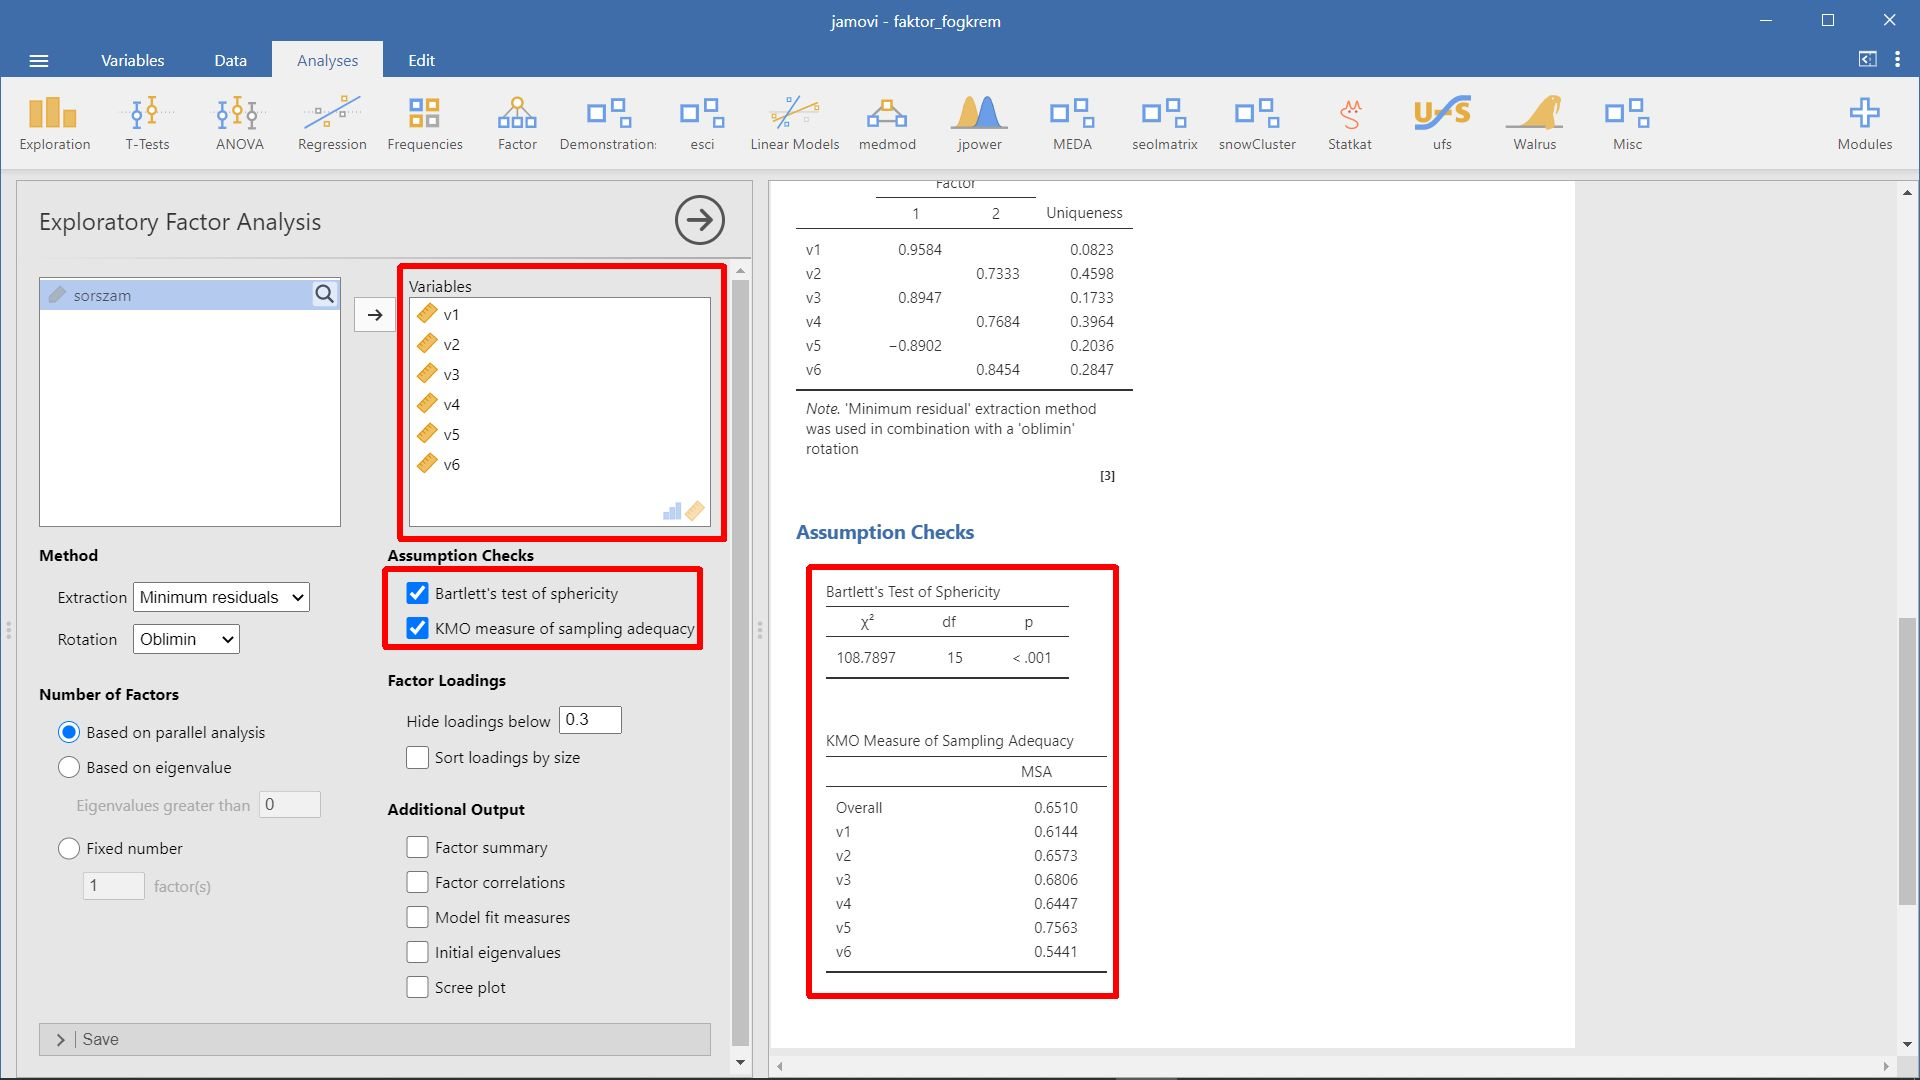 jamovi - faktor_fogkrem
Variables Data Analyses Edit
Exploration T-Tests ANOVA Regression Frequencies Factor Demonstrations esci Linear Models medmod jpower MEDA seolmatrix snowCluster Statkat ufs Walrus Misc Modules
Exploratory Factor Analysis
sorszam
Variables
v1
v2
v3
v4
v5
v6
Method
Extraction Minimum residuals
Rotation Oblimin
Number of Factors
Based on parallel analysis
Based on eigenvalue
Eigenvalues greater than 0
Fixed number
1 factor(s)
Assumption Checks
Bartlett's test of sphericity
KMO measure of sampling adequacy
Factor Loadings
Hide loadings below 0.3
Sort loadings by size
Additional Output
Factor summary
Factor correlations
Model fit measures
Initial eigenvalues
Scree plot
Save
Factor
1 2 Uniqueness
v1 0.9584 0.0823
v2 0.7333 0.4598
v3 0.8947 0.1733
v4 0.7684 0.3964
v5 −0.8902 0.2036
v6 0.8454 0.2847
Note. 'Minimum residual' extraction method
was used in combination with a 'oblimin'
rotation
[3]
Assumption Checks
Bartlett's Test of Sphericity
χ² df p
108.7897 15 < .001
KMO Measure of Sampling Adequacy
MSA
Overall 0.6510
v1 0.6144
v2 0.6573
v3 0.6806
v4 0.6447
v5 0.7563
v6 0.5441